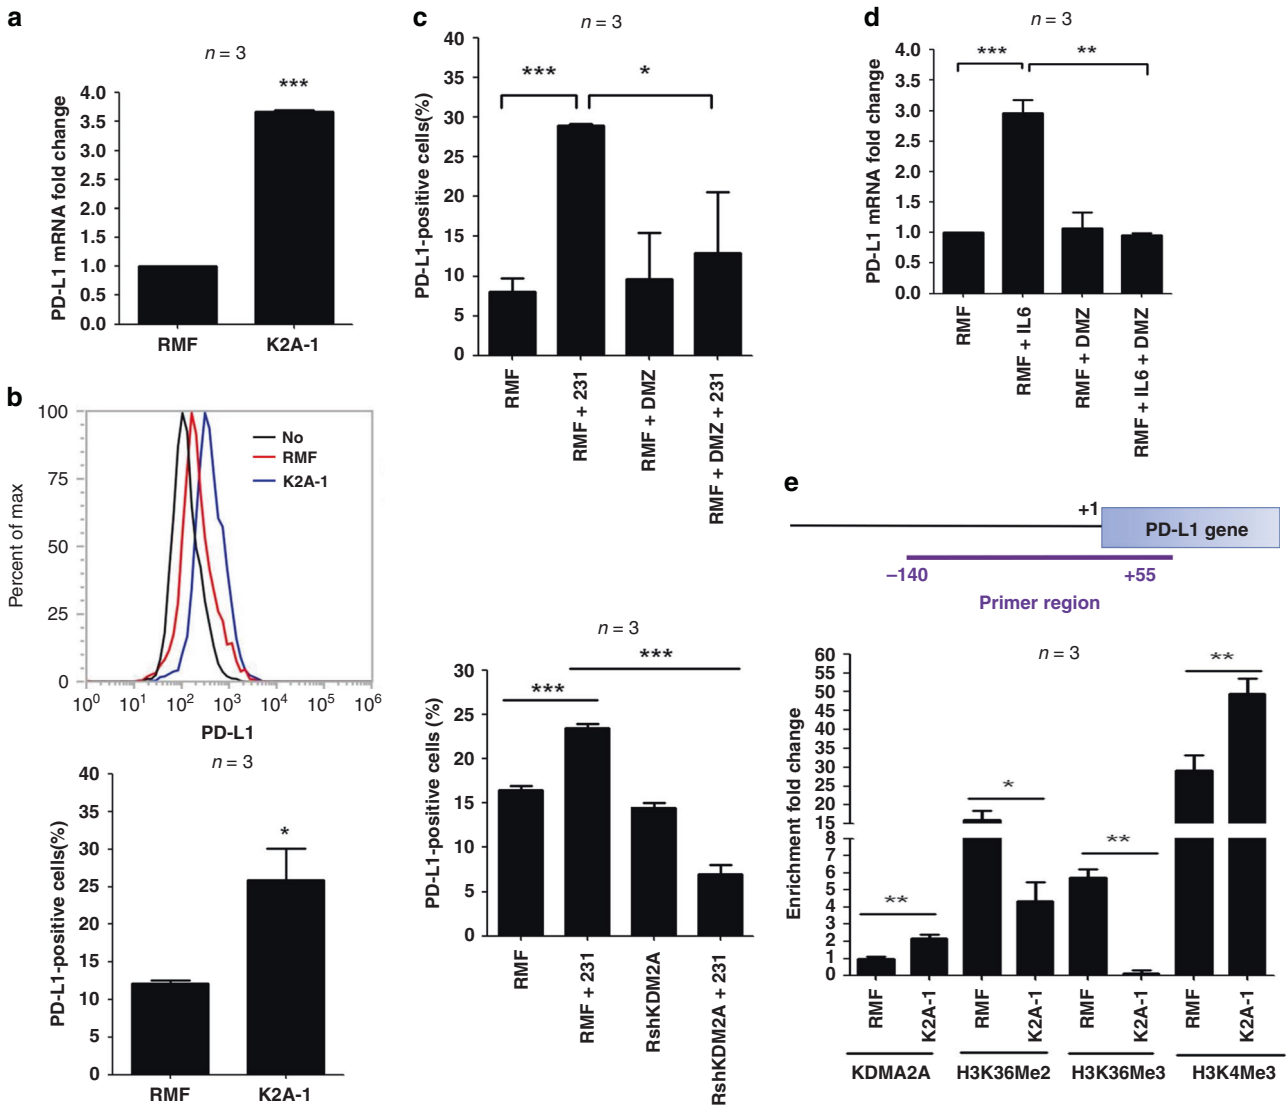 a
n = 3
***
PD-L1 mRNA fold change
4.0
3.5
3.0
2.5
2.0
1.5
1.0
0.5
0.0
RMF
K2A-1
b
Percent of max
100
75
50
25
0
No
RMF
K2A-1
10^0
10^1
10^2
10^3
10^4
10^5
10^6
PD-L1
n = 3
*
PD-L1-positive cells(%)
40
35
30
25
20
15
10
5
0
RMF
K2A-1
c
n = 3
***
*
PD-L1-positive cells(%)
40
35
30
25
20
15
10
5
0
RMF
RMF + 231
RMF + DMZ
RMF + DMZ + 231
n = 3
***
***
PD-L1-positive cells (%)
30
25
20
15
10
5
0
RMF
RMF + 231
RshKDM2A
RshKDM2A + 231
d
n = 3
***
**
PD-L1 mRNA fold change
4.0
3.5
3.0
2.5
2.0
1.5
1.0
0.5
0.0
RMF
RMF + IL6
RMF + DMZ
RMF + IL6 + DMZ
e
+1
PD-L1 gene
–140
+55
Primer region
n = 3
**
*
**
**
Enrichment fold change
60
55
50
45
40
35
30
25
20
15
8
7
6
5
4
3
2
1
0
RMF
K2A-1
RMF
K2A-1
RMF
K2A-1
RMF
K2A-1
KDMA2A
H3K36Me2
H3K36Me3
H3K4Me3